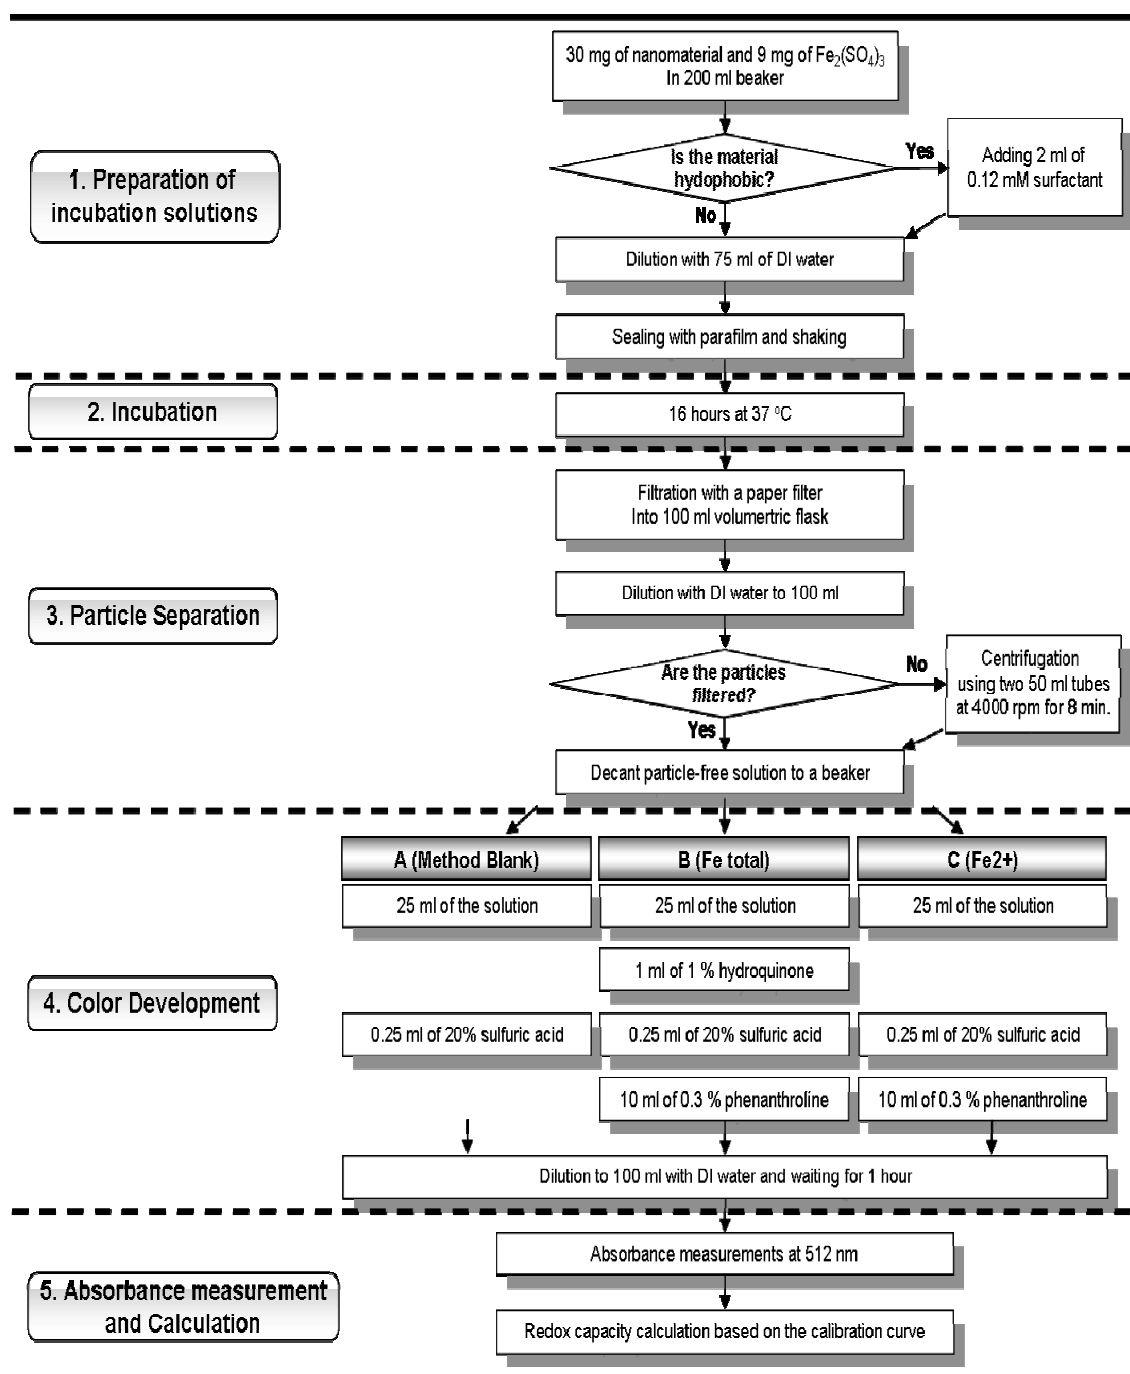 30 mg of nanomaterial and 9 mg of Fe2(SO4)3
In 200 ml beaker
Is the material
hydophobic?
Yes
Adding 2 ml of
0.12 mM surfactant
1. Preparation of
incubation solutions
No
Dilution with 75 ml of DI water
Sealing with parafilm and shaking
2. Incubation
16 hours at 37 ⁰C
Filtration with a paper filter
Into 100 ml volumertric flask
3. Particle Separation
Dilution with DI water to 100 ml
Are the particles
filtered?
No
Centrifugation
using two 50 ml tubes
at 4000 rpm for 8 min.
Yes
Decant particle-free solution to a beaker
A (Method Blank)
B (Fe total)
C (Fe2+)
25 ml of the solution
25 ml of the solution
25 ml of the solution
1 ml of 1 % hydroquinone
4. Color Development
0.25 ml of 20% sulfuric acid
0.25 ml of 20% sulfuric acid
0.25 ml of 20% sulfuric acid
10 ml of 0.3 % phenanthroline
10 ml of 0.3 % phenanthroline
Dilution to 100 ml with DI water and waiting for 1 hour
Absorbance measurements at 512 nm
5. Absorbance measurement
and Calculation
Redox capacity calculation based on the calibration curve